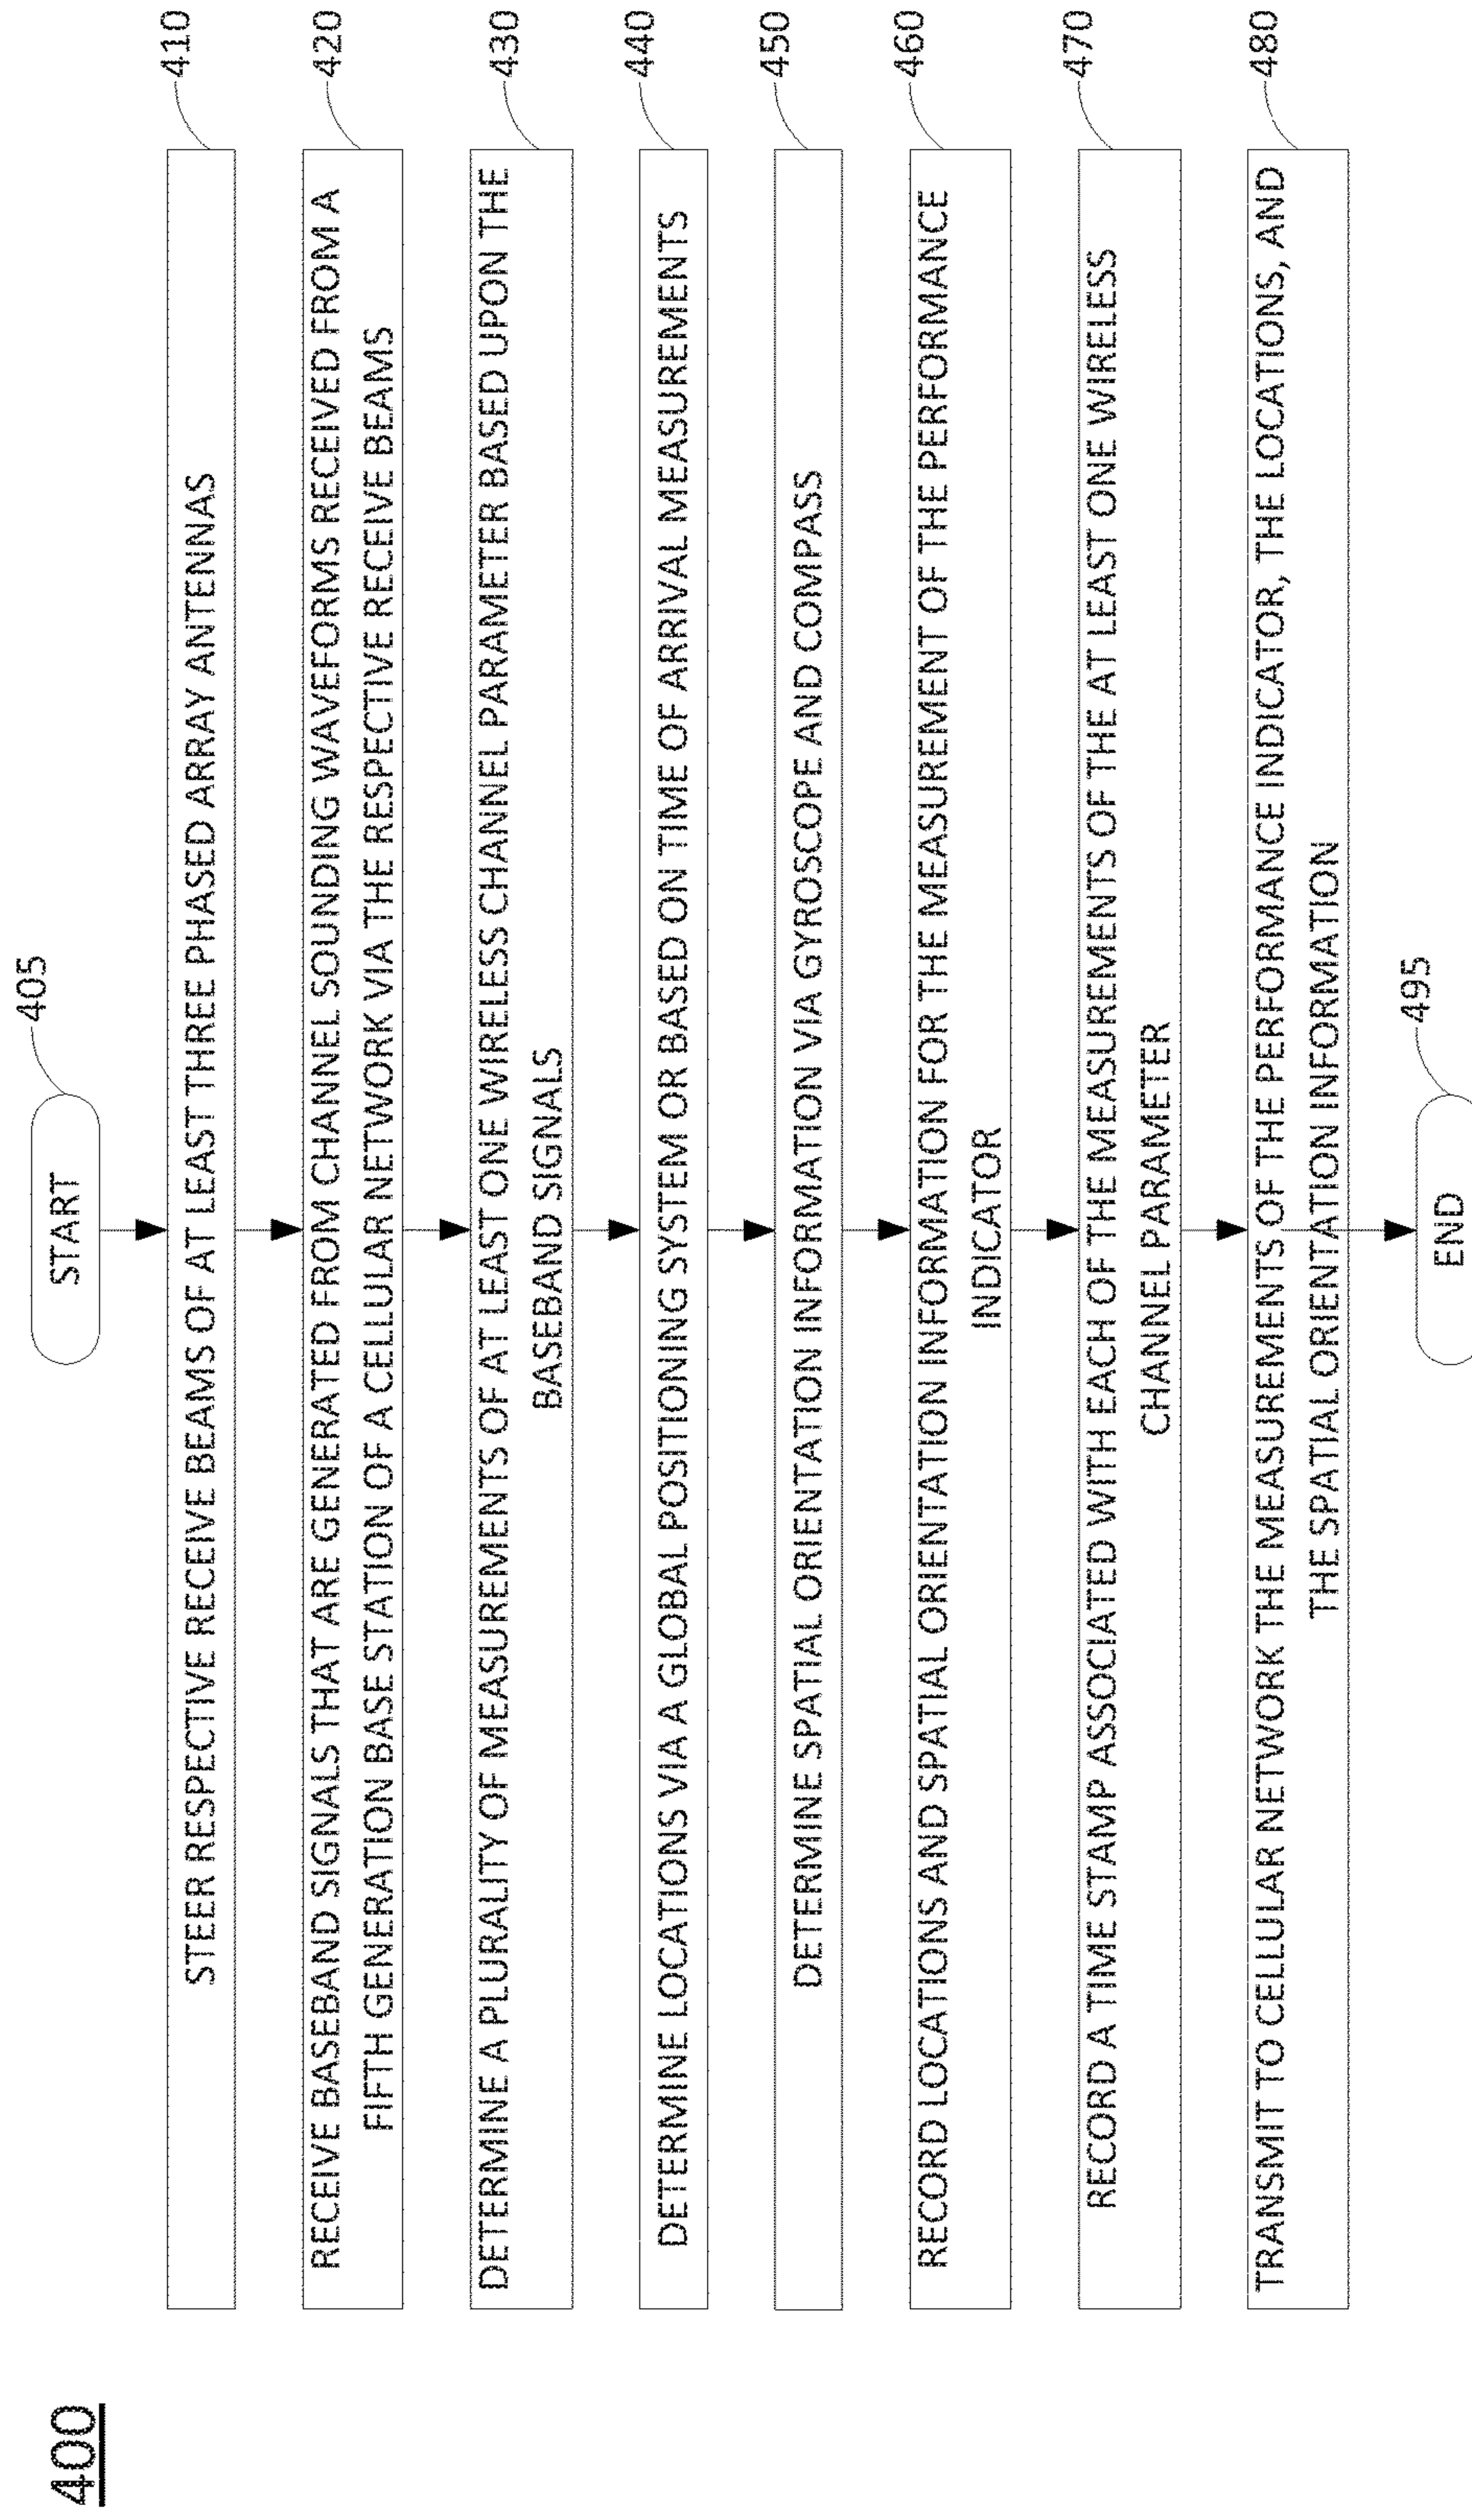 400
START
405
STEER RESPECTIVE RECEIVE BEAMS OF AT LEAST THREE PHASED ARRAY ANTENNAS
410
RECEIVE BASEBAND SIGNALS THAT ARE GENERATED FROM CHANNEL SOUNDING WAVEFORMS RECEIVED FROM A
FIFTH GENERATION BASE STATION OF A CELLULAR NETWORK VIA THE RESPECTIVE RECEIVE BEAMS
420
DETERMINE A PLURALITY OF MEASUREMENTS OF AT LEAST ONE WIRELESS CHANNEL PARAMETER BASED UPON THE
BASEBAND SIGNALS
430
DETERMINE LOCATIONS VIA A GLOBAL POSITIONING SYSTEM OR BASED ON TIME OF ARRIVAL MEASUREMENTS
440
DETERMINE SPATIAL ORIENTATION INFORMATION VIA GYROSCOPE AND COMPASS
450
RECORD LOCATIONS AND SPATIAL ORIENTATION INFORMATION FOR THE MEASUREMENT OF THE PERFORMANCE
INDICATOR
460
RECORD A TIME STAMP ASSOCIATED WITH EACH OF THE MEASUREMENTS OF THE AT LEAST ONE WIRELESS
CHANNEL PARAMETER
470
TRANSMIT TO CELLULAR NETWORK THE MEASUREMENTS OF THE PERFORMANCE INDICATOR, THE LOCATIONS, AND
THE SPATIAL ORIENTATION INFORMATION
480
END
495